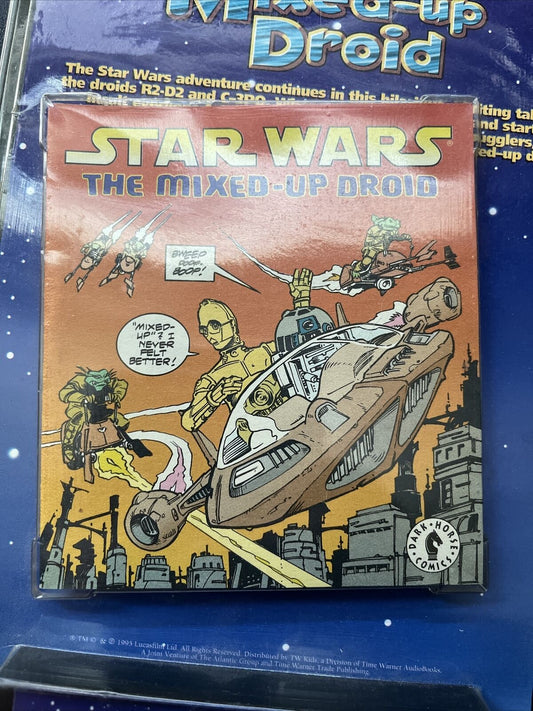 Mixed-up
Droid
The Star Wars adventure continues in this
the droids R2-D2 and C-3PO.
STAR WARS
THE MIXED-UP DROID
BWEED
OOOP.
BOOP!
"MIXED-
UP"? I
NEVER
FELT
BETTER!
DARK HORSE
COMICS
® TM © & ℗ 1995 Lucasfilm Ltd. All Rights Reserved. Distributed by TW Kids, a Division of Time Warner AudioBooks,
A Joint Venture of The Atlantic Group and Time Warner Trade Publishing.